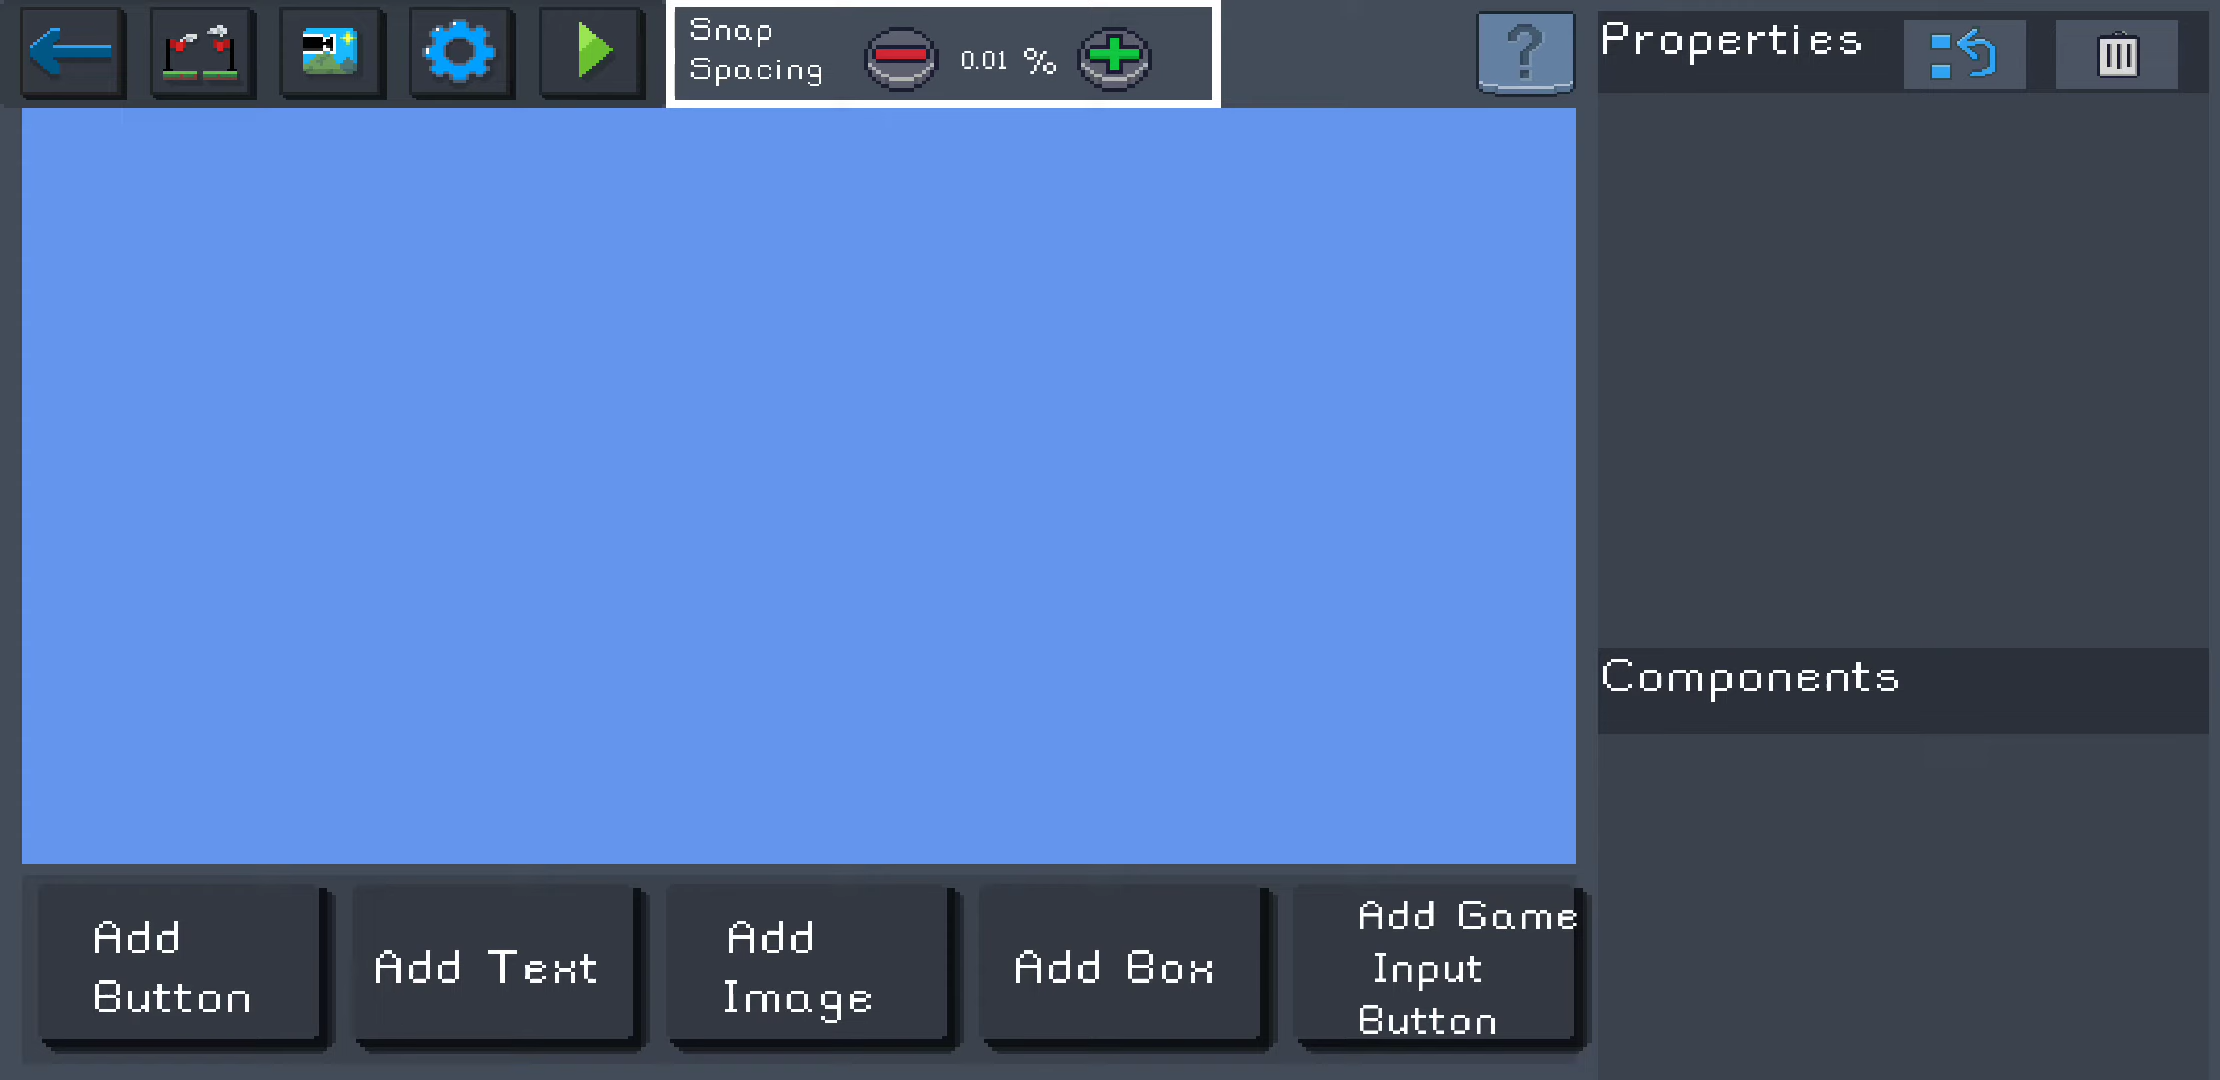 Snap
Spacing
0.01 %
?
Properties
Components
Add
Button
Add Text
Add
Image
Add Box
Add Game
Input
Button